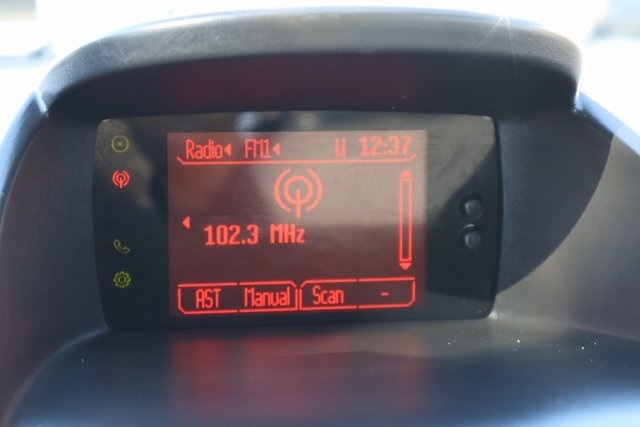 Radio FM1 12:37
102.3 MHz
AST Manual Scan -